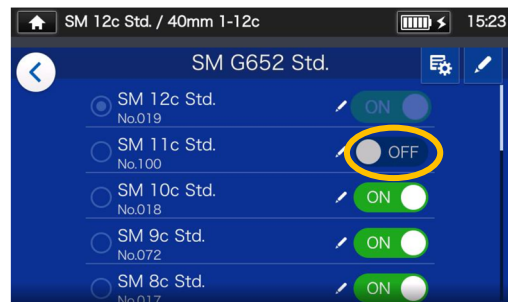 SM 12c Std. / 40mm 1-12c 15:23
SM G652 Std.
SM 12c Std. ON
No.019
SM 11c Std. OFF
No.100
SM 10c Std. ON
No.018
SM 9c Std. ON
No.072
SM 8c Std. ON
No.017